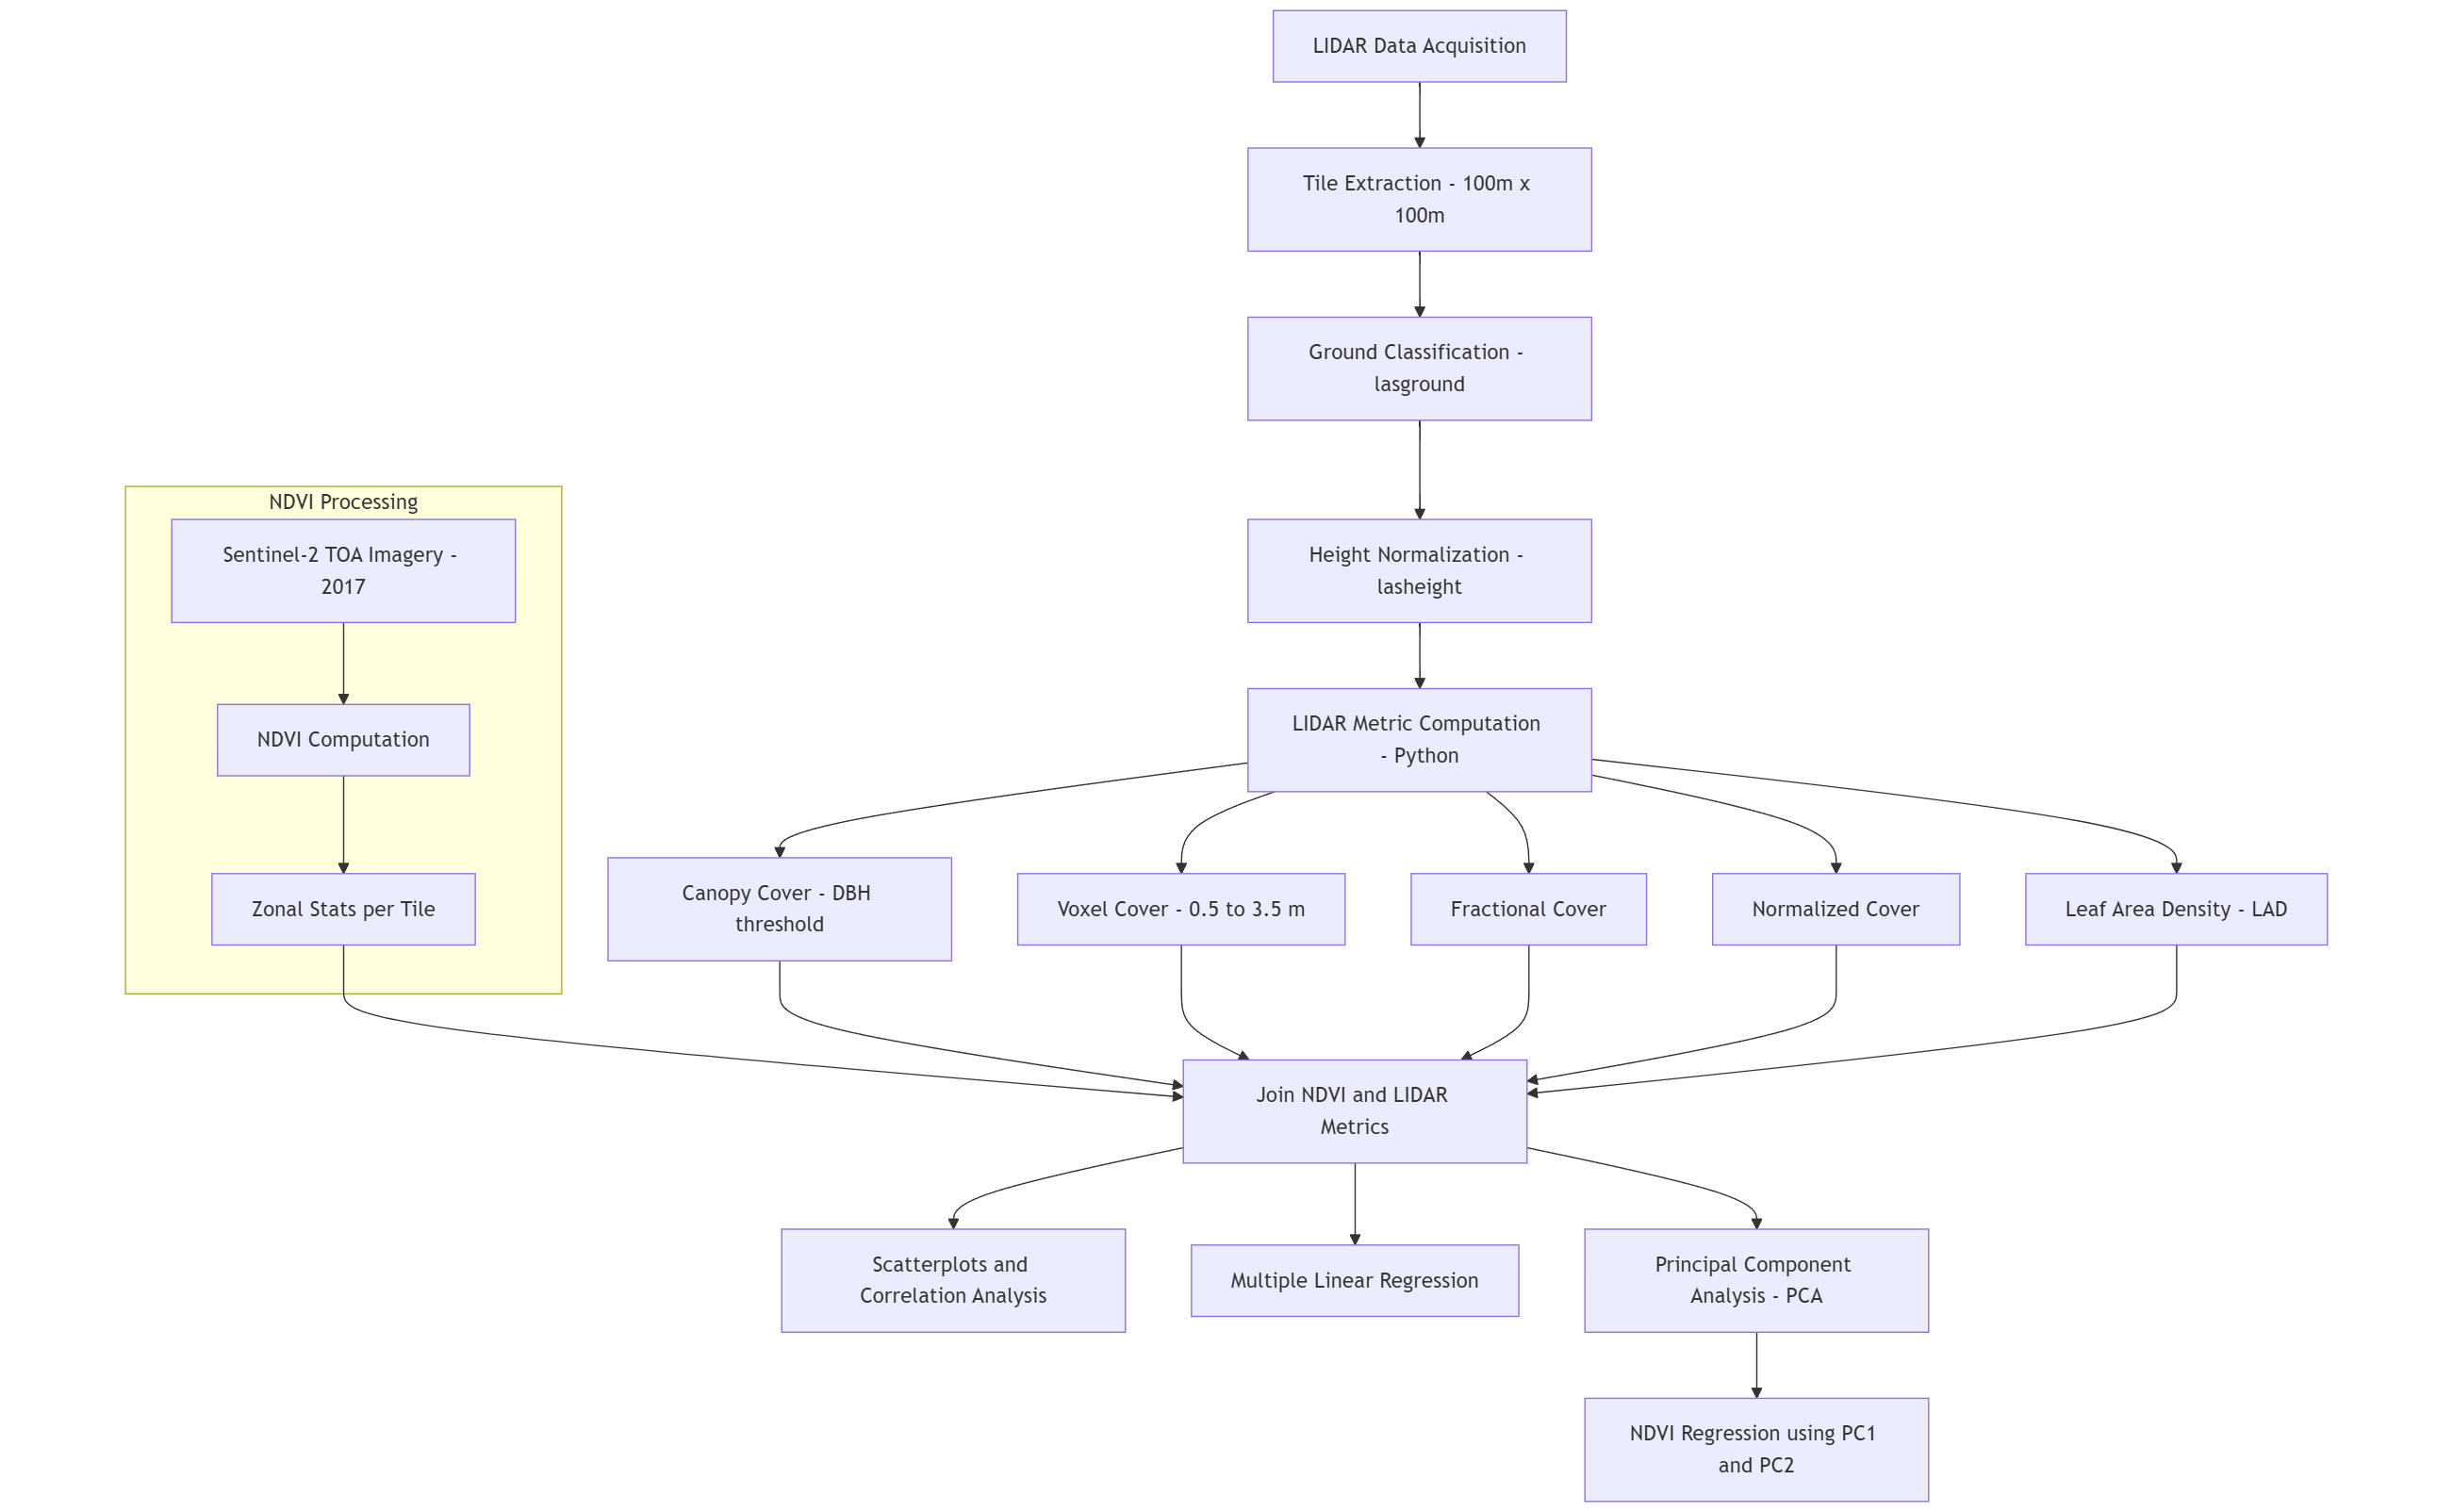 LIDAR Data Acquisition
Tile Extraction - 100m x
100m
Ground Classification -
lasground
NDVI Processing
Sentinel-2 TOA Imagery -
2017
Height Normalization -
lasheight
NDVI Computation
LIDAR Metric Computation
- Python
Zonal Stats per Tile
Canopy Cover - DBH
threshold
Voxel Cover - 0.5 to 3.5 m
Fractional Cover
Normalized Cover
Leaf Area Density - LAD
Join NDVI and LIDAR
Metrics
Scatterplots and
Correlation Analysis
Multiple Linear Regression
Principal Component
Analysis - PCA
NDVI Regression using PC1
and PC2